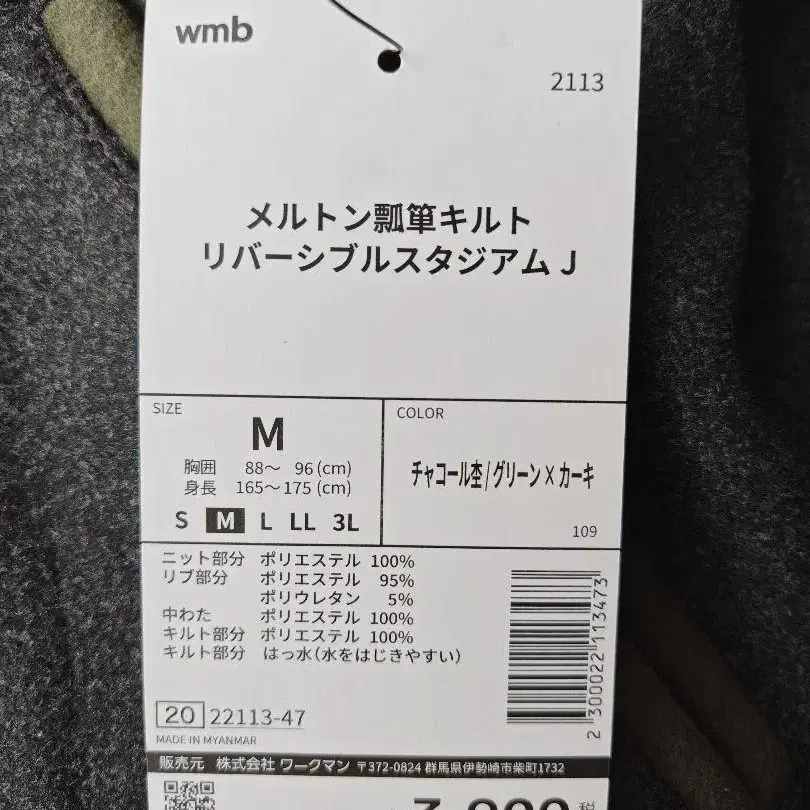 wmb
2113
メルトン瓢箪キルト
リバーシブルスタジアム J
SIZE
M
胸囲 88～ 96 (cm)
身長 165～175 (cm)
S M L LL 3L
COLOR
チャコール杢/グリーン×カーキ
109
ニット部分 ポリエステル 100%
リブ部分 ポリエステル 95%
ポリウレタン 5%
中わた ポリエステル 100%
キルト部分 ポリエステル 100%
キルト部分 はっ水(水をはじきやすい)
2 300022 113473
20 22113-47
MADE IN MYANMAR
販売元 株式会社 ワークマン 〒372-0824 群馬県伊勢崎市柴町1732